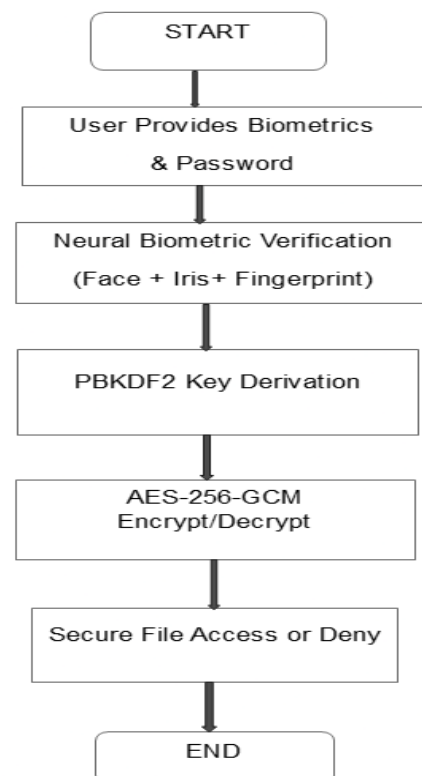 START
User Provides Biometrics
& Password
Neural Biometric Verification
(Face + Iris+ Fingerprint)
PBKDF2 Key Derivation
AES-256-GCM
Encrypt/Decrypt
Secure File Access or Deny
END